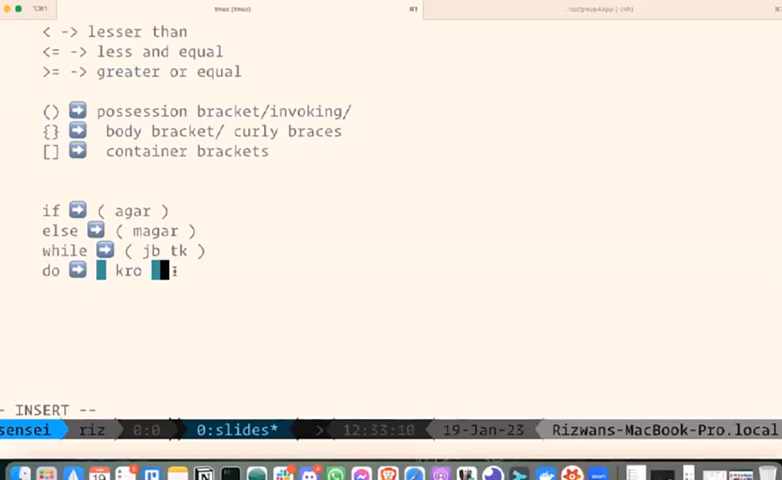 tmux (tmux)
< -> lesser than
<= -> less and equal
>= -> greater or equal
() ➡ possession bracket/invoking/
{} ➡ body bracket/ curly braces
[] ➡ container brackets
if ➡ ( agar )
else ➡ ( magar )
while ➡ ( jb tk )
do ➡ ( kro )
- INSERT --
sensei riz 0:0 0:slides* > 12:33:10 19-Jan-23 Rizwans-MacBook-Pro.local